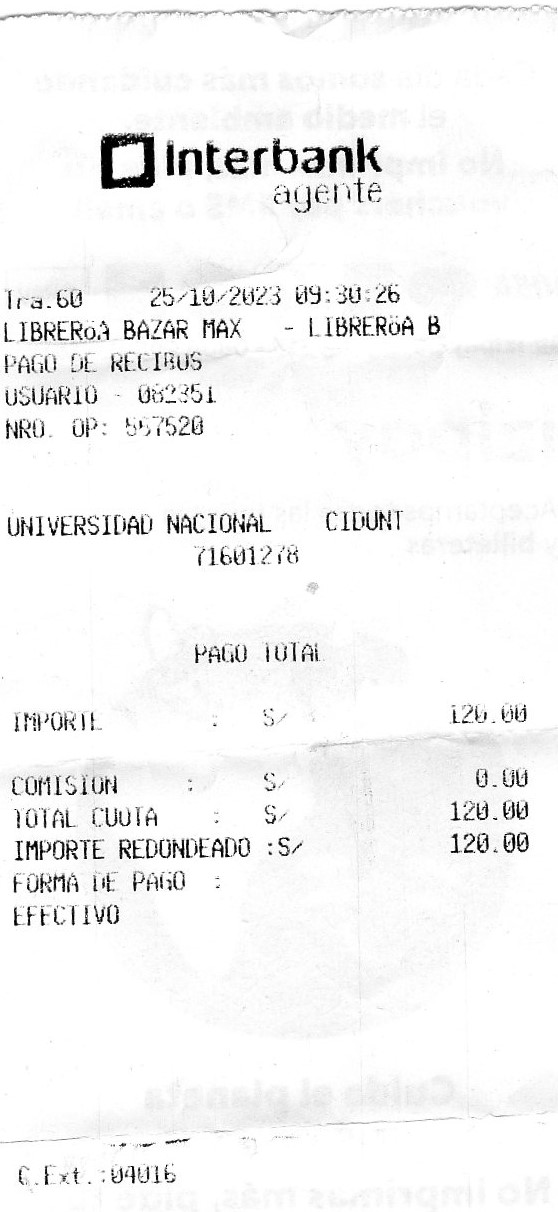 Interbank
agente
Tra.60 25/10/2023 09:30:26
LIBRERöA BAZAR MAX - LIBRERöA B
PAGO DE RECIBOS
USUARIO - 082351
NRO. OP: 557520
UNIVERSIDAD NACIONAL CIDUNT
71601278
PAGO TOTAL
IMPORTE : S/ 120.00
COMISION : S/ 0.00
TOTAL CUOTA : S/ 120.00
IMPORTE REDONDEADO :S/ 120.00
FORMA DE PAGO :
EFECTIVO
C.Ext.:04016